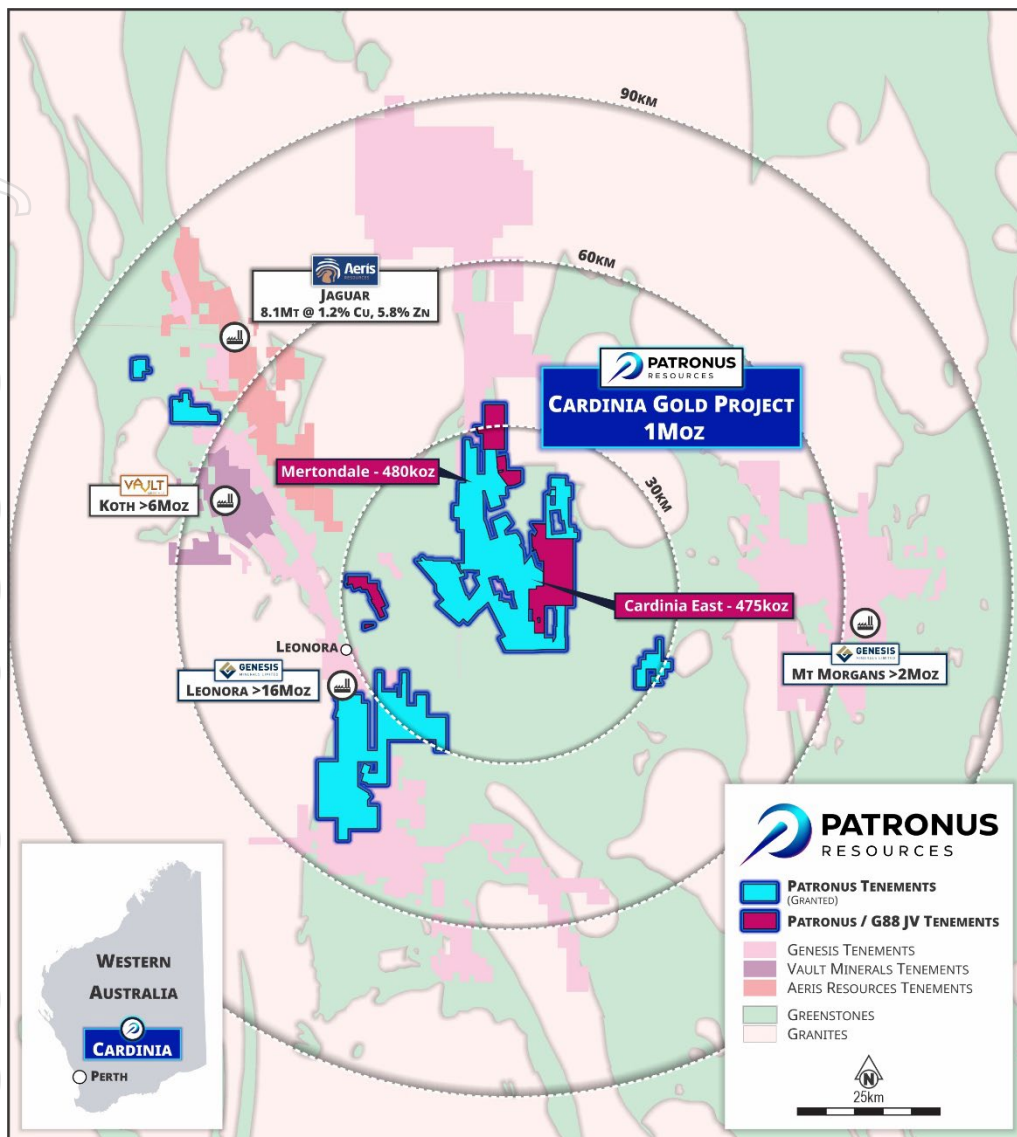 90KM
60KM
30KM
Aeris
RESOURCES
JAGUAR
8.1MT @ 1.2% CU, 5.8% ZN
PATRONUS
RESOURCES
CARDINIA GOLD PROJECT
1MOZ
Mertondale - 480koz
VAULT
KOTH >6MOZ
Cardinia East - 475koz
LEONORA
GENESIS
MINERALS LIMITED
LEONORA >16MOZ
GENESIS
MINERALS LIMITED
MT MORGANS >2MOZ
PATRONUS
RESOURCES
PATRONUS TENEMENTS
(GRANTED)
PATRONUS / G88 JV TENEMENTS
GENESIS TENEMENTS
VAULT MINERALS TENEMENTS
AERIS RESOURCES TENEMENTS
GREENSTONES
GRANITES
N
25km
WESTERN
AUSTRALIA
CARDINIA
PERTH